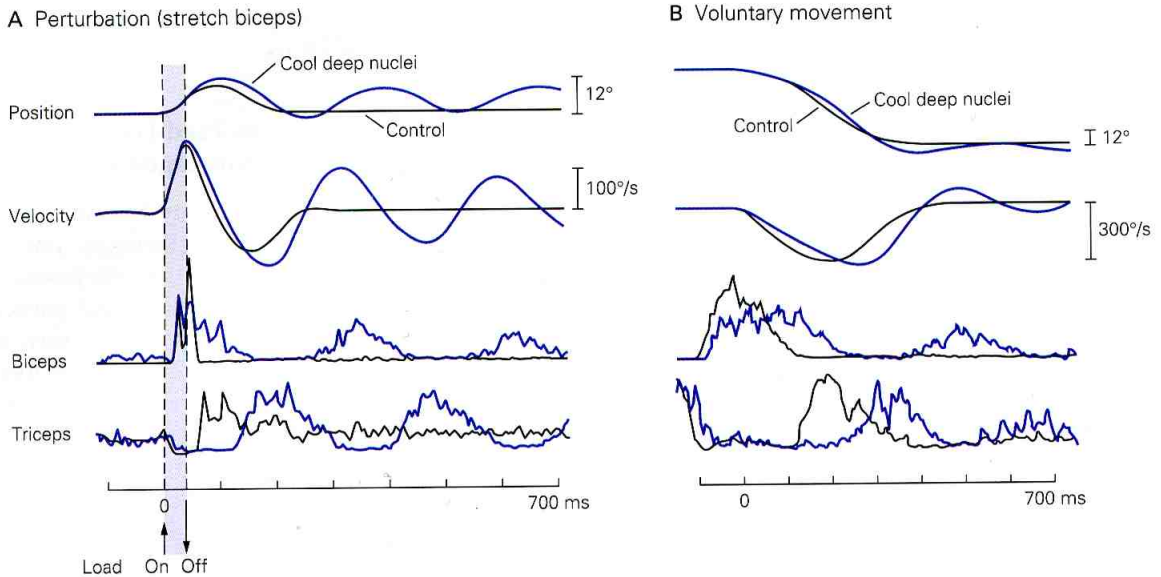 A Perturbation (stretch biceps)
Cool deep nuclei
Position
12°
Control
Velocity
100°/s
Biceps
Triceps
0
700 ms
Load On Off
B Voluntary movement
Cool deep nuclei
Control
12°
300°/s
0
700 ms